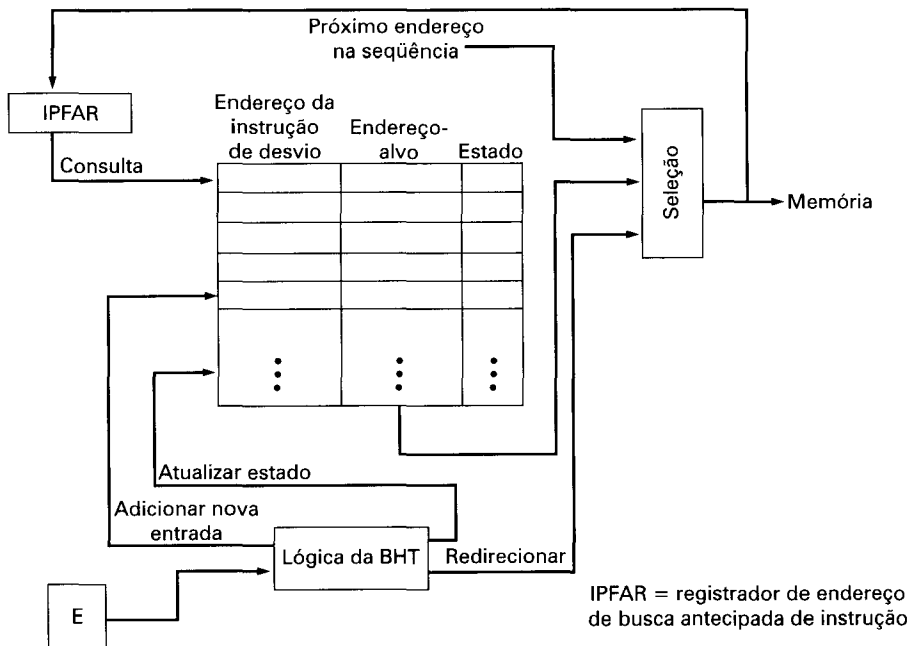 Próximo endereço
na seqüência
IPFAR
Consulta
Endereço da
instrução
de desvio
Endereço-
alvo
Estado
Seleção
Memória
Atualizar estado
Adicionar nova
entrada
Lógica da BHT
Redirecionar
E
IPFAR = registrador de endereço
de busca antecipada de instrução